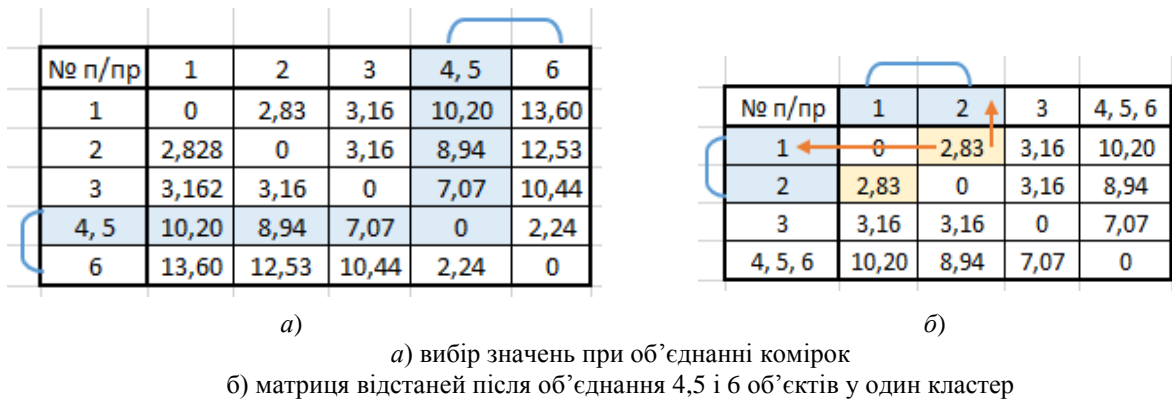 № п/пр 1 2 3 4, 5 6
1 0 2,83 3,16 10,20 13,60
2 2,828 0 3,16 8,94 12,53
3 3,162 3,16 0 7,07 10,44
4, 5 10,20 8,94 7,07 0 2,24
6 13,60 12,53 10,44 2,24 0
а)
№ п/пр 1 2 3 4, 5, 6
1 0 2,83 3,16 10,20
2 2,83 0 3,16 8,94
3 3,16 3,16 0 7,07
4, 5, 6 10,20 8,94 7,07 0
б)
а) вибір значень при об’єднанні комірок
б) матриця відстаней після об’єднання 4,5 і 6 об’єктів у один кластер